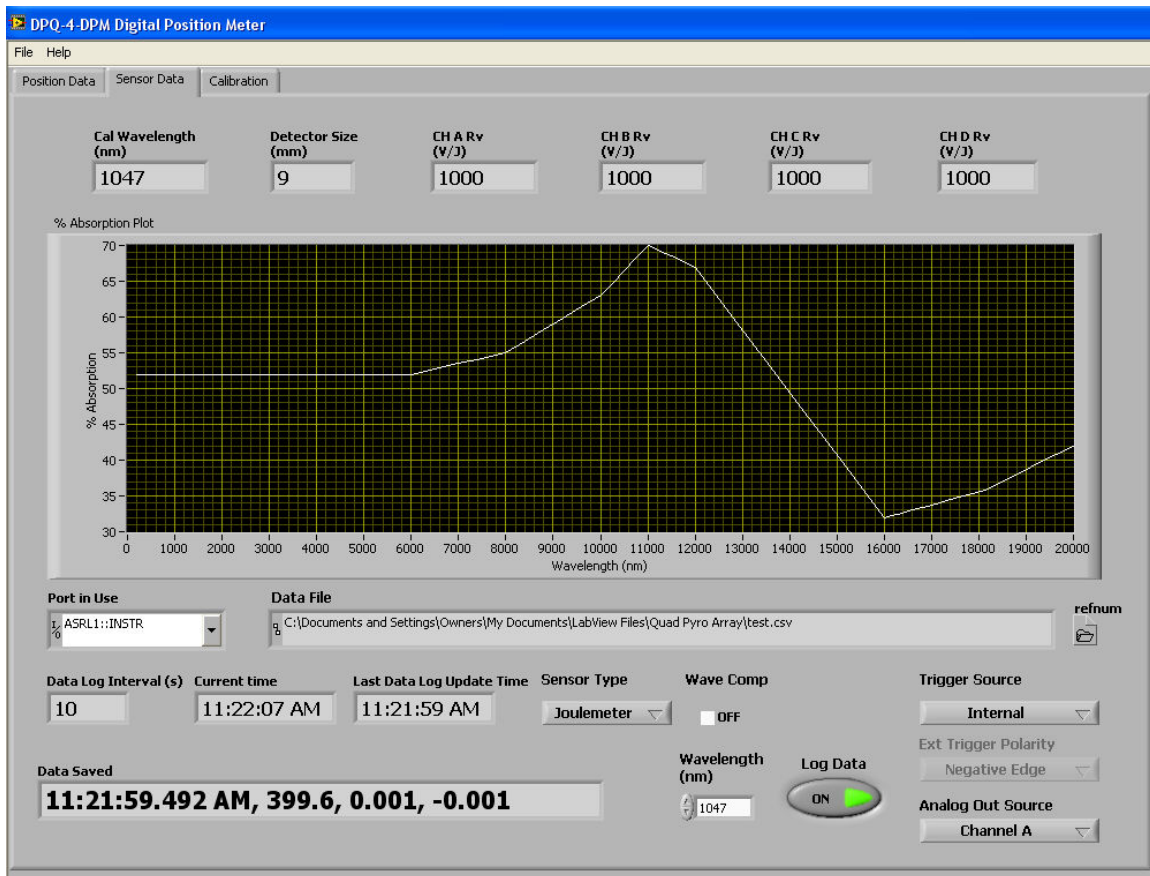 DPQ-4-DPM Digital Position Meter
File Help
Position Data Sensor Data Calibration
Cal Wavelength (nm)
1047
Detector Size (mm)
9
CH A Rv (V/J)
1000
CH B Rv (V/J)
1000
CH C Rv (V/J)
1000
CH D Rv (V/J)
1000
% Absorption Plot
% Absorption
70
65
60
55
50
45
40
35
30
0 1000 2000 3000 4000 5000 6000 7000 8000 9000 10000 11000 12000 13000 14000 15000 16000 17000 18000 19000 20000
Wavelength (nm)
Port in Use
I/O ASRL1::INSTR
Data File
C:\Documents and Settings\Owners\My Documents\LabView Files\Quad Pyro Array\test.csv
refnum
Data Log Interval (s)
10
Current time
11:22:07 AM
Last Data Log Update Time
11:21:59 AM
Sensor Type
Joulemeter
Wave Comp
OFF
Trigger Source
Internal
Ext Trigger Polarity
Negative Edge
Data Saved
11:21:59.492 AM, 399.6, 0.001, -0.001
Wavelength (nm)
1047
Log Data
ON
Analog Out Source
Channel A